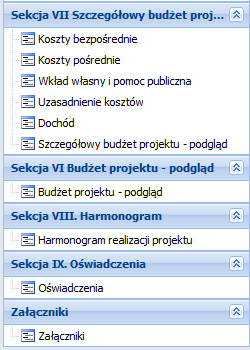 Sekcja VII Szczegółowy budżet proj...
Koszty bezpośrednie
Koszty pośrednie
Wkład własny i pomoc publiczna
Uzasadnienie kosztów
Dochód
Szczegółowy budżet projektu - podgląd
Sekcja VI Budżet projektu - podgląd
Budżet projektu - podgląd
Sekcja VIII. Harmonogram
Harmonogram realizacji projektu
Sekcja IX. Oświadczenia
Oświadczenia
Załączniki
Załączniki